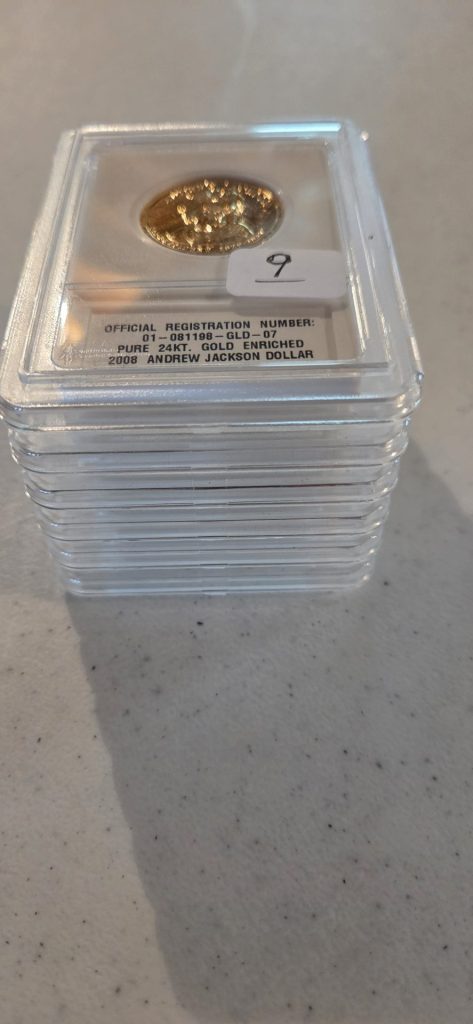 9
OFFICIAL REGISTRATION NUMBER:
01-081198-GLD-07
PURE 24KT. GOLD ENRICHED
2008 ANDREW JACKSON DOLLAR